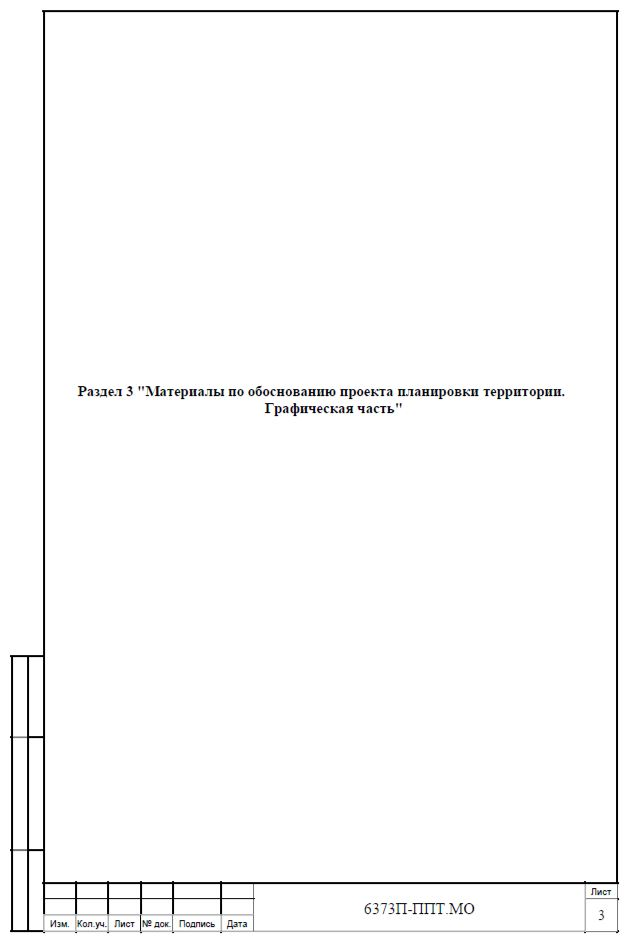 Раздел 3 "Материалы по обоснованию проекта планировки территории.
Графическая часть"
Лист
6373П-ППТ.МО
3
Изм. Кол.уч. Лист № док. Подпись Дата